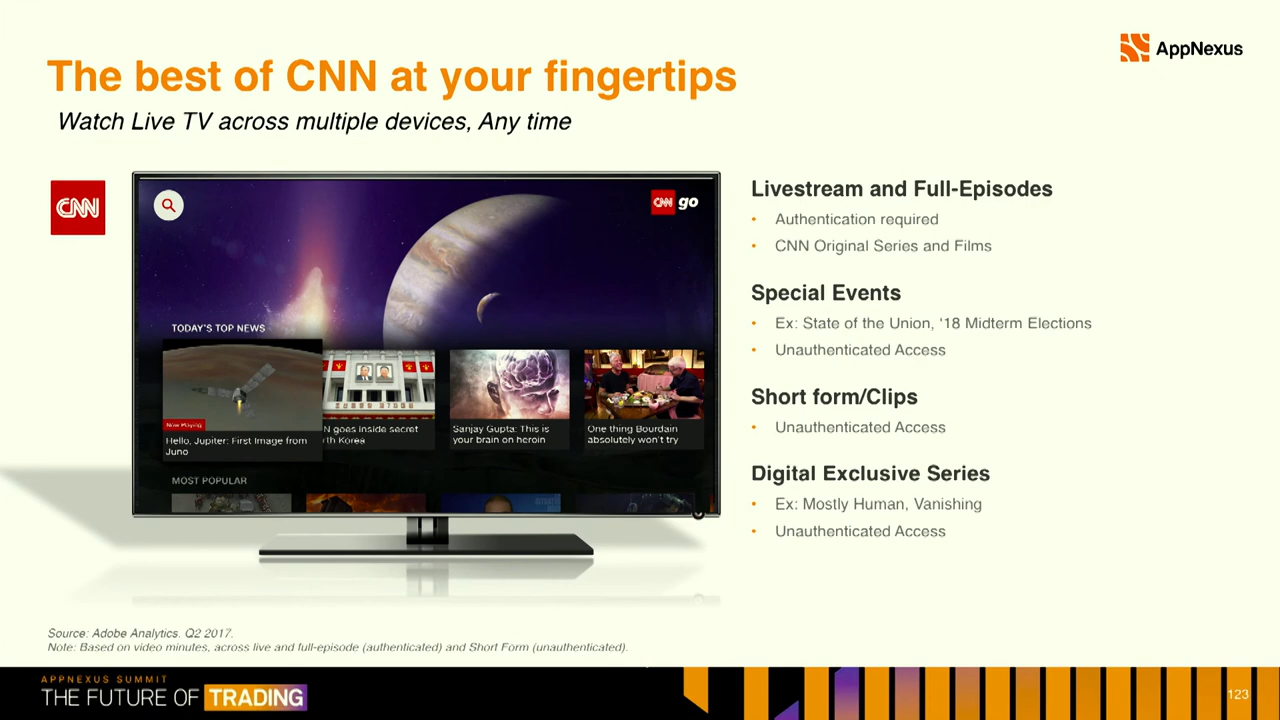 AppNexus
The best of CNN at your fingertips
Watch Live TV across multiple devices, Any time
CNN
CNN go
TODAY'S TOP NEWS
Now Playing
Hello, Jupiter: First Image from
Juno
N goes inside secret
th Korea
Sanjay Gupta: This is
your brain on heroin
One thing Bourdain
absolutely won't try
MOST POPULAR
Livestream and Full-Episodes
• Authentication required
• CNN Original Series and Films
Special Events
• Ex: State of the Union, '18 Midterm Elections
• Unauthenticated Access
Short form/Clips
• Unauthenticated Access
Digital Exclusive Series
• Ex: Mostly Human, Vanishing
• Unauthenticated Access
Source: Adobe Analytics. Q2 2017.
Note: Based on video minutes, across live and full-episode (authenticated) and Short Form (unauthenticated).
APPNEXUS SUMMIT
THE FUTURE OF TRADING
123